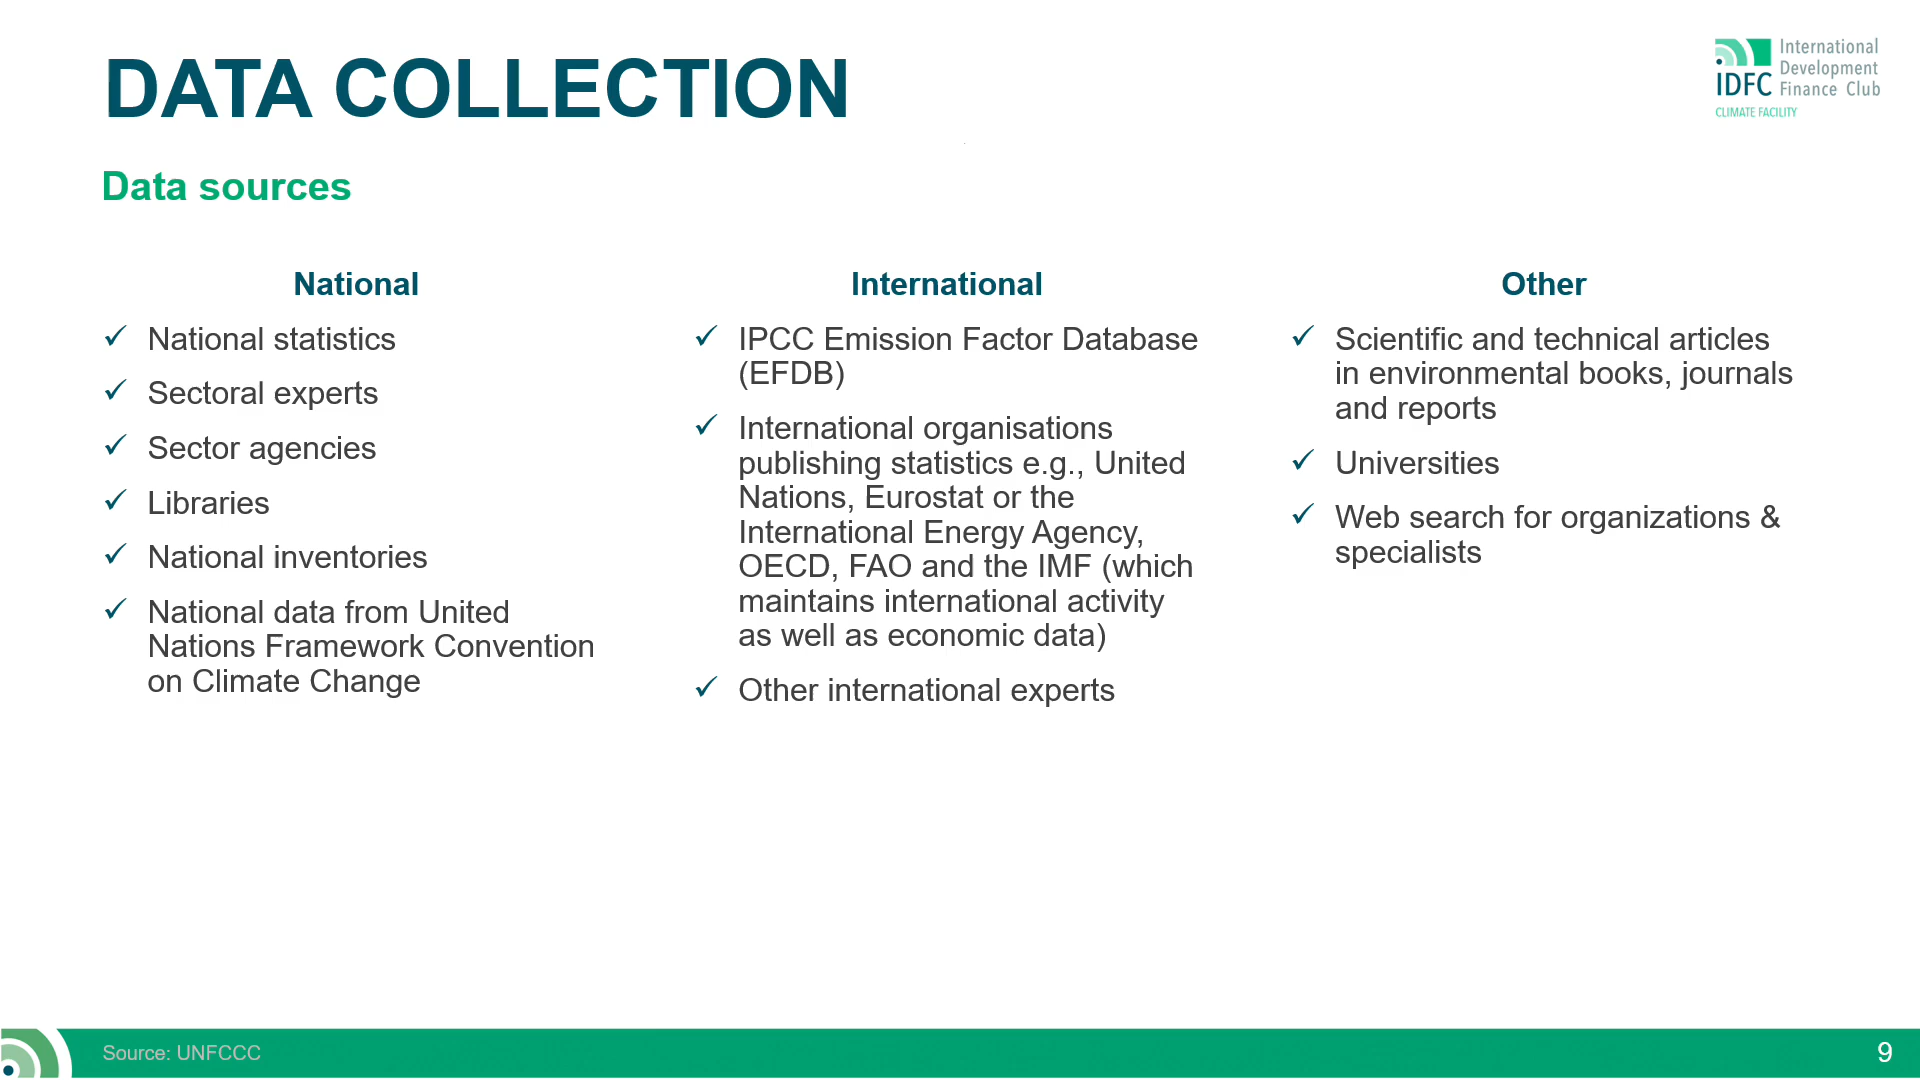 DATA COLLECTION
International
Development
IDFC Finance Club
CLIMATE FACILITY
Data sources
National
National statistics
Sectoral experts
Sector agencies
Libraries
National inventories
National data from United
Nations Framework Convention
on Climate Change
International
IPCC Emission Factor Database
(EFDB)
International organisations
publishing statistics e.g., United
Nations, Eurostat or the
International Energy Agency,
OECD, FAO and the IMF (which
maintains international activity
as well as economic data)
Other international experts
Other
Scientific and technical articles
in environmental books, journals
and reports
Universities
Web search for organizations &
specialists
Source: UNFCCC
9